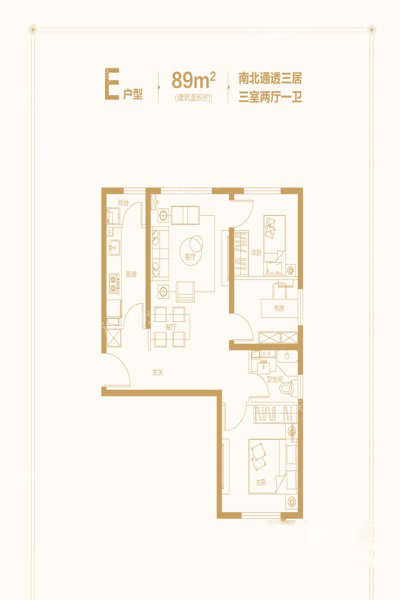 E 户型
89m²
(建筑面积约)
南北通透三居
三室两厅一卫
阳台
厨房
客厅
次卧
书房
餐厅
玄关
卫生间
主卧